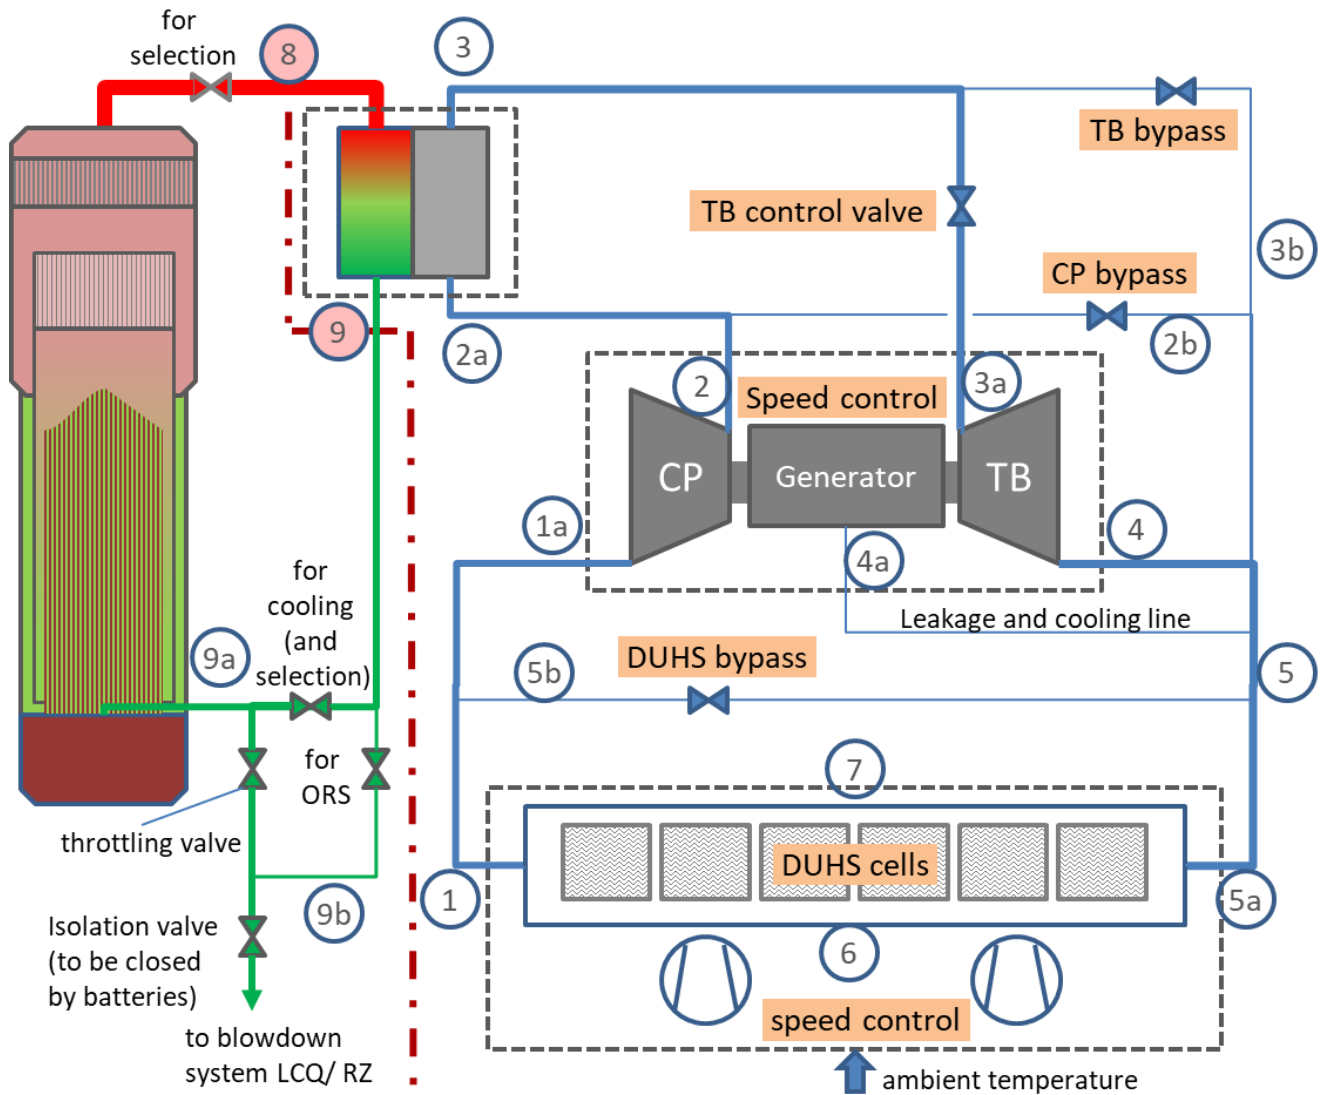 for
selection
8
3
TB bypass
TB control valve
3b
CP bypass
9
2a
2b
2
3a
Speed control
CP
Generator
TB
1a
4
4a
for
cooling
(and
selection)
Leakage and cooling line
9a
DUHS bypass
5b
5
for
ORS
7
throttling valve
DUHS cells
1
5a
9b
Isolation valve
(to be closed
by batteries)
6
speed control
to blowdown
system LCQ/ RZ
ambient temperature